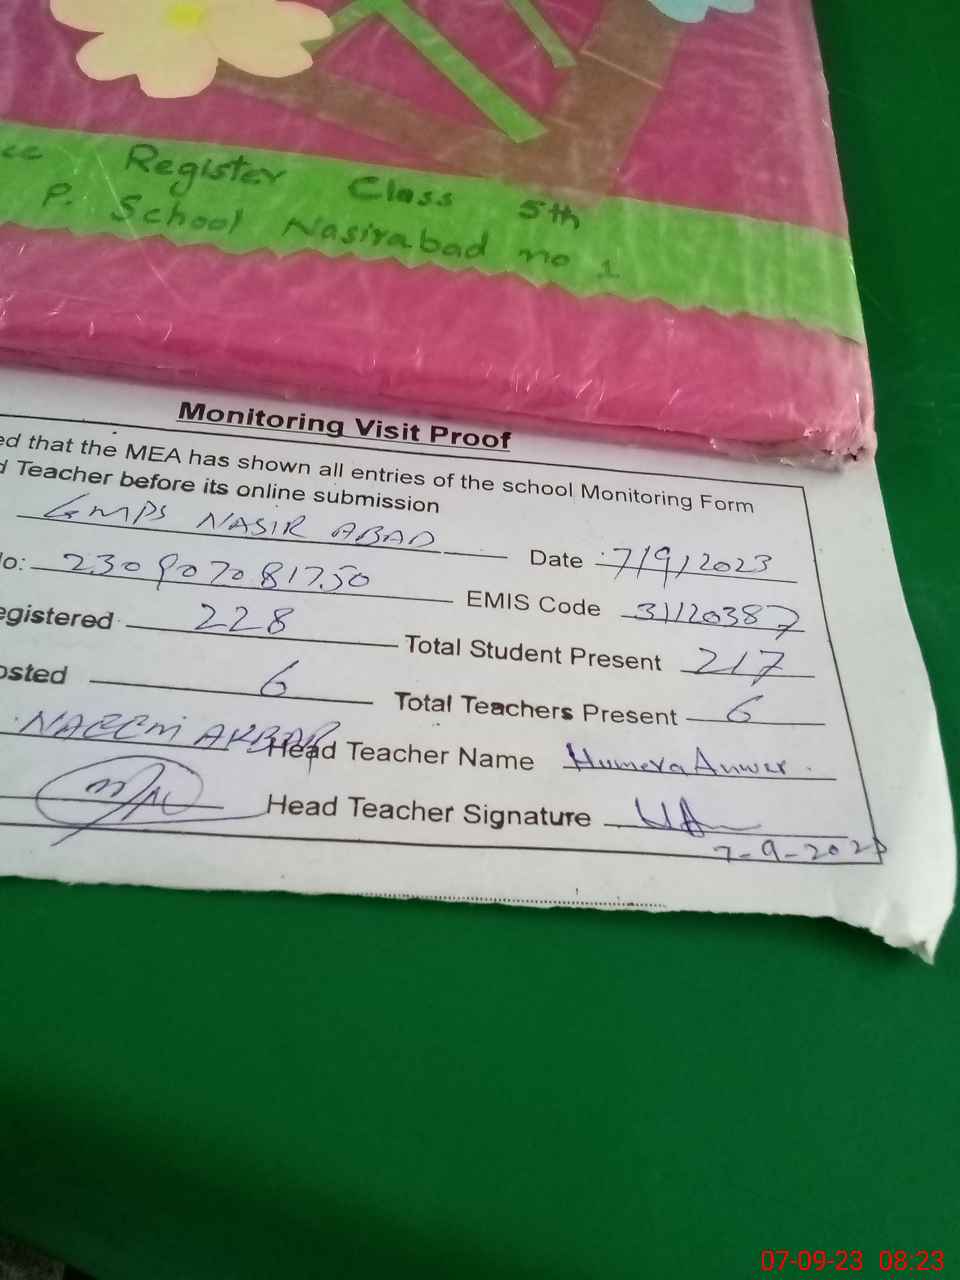 Register Class 5th
P. School Nasirabad no 1
Monitoring Visit Proof
ed that the MEA has shown all entries of the school Monitoring Form
d Teacher before its online submission
GMPS NASIR ABAD Date : 7/9/2023
No: 230907081750 EMIS Code 31120387
egistered 228 Total Student Present 217
osted 6 Total Teachers Present 6
NAEEM AKBAR Head Teacher Name Humera Anwer.
Head Teacher Signature HA
7-9-2023
07-09-23 08:23